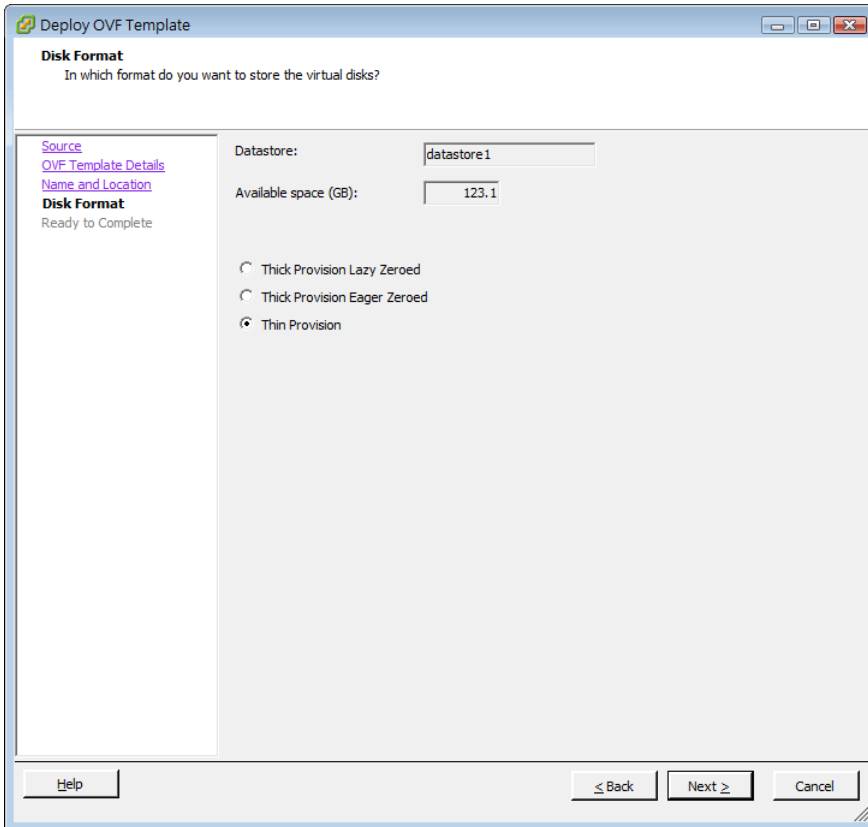 Deploy OVF Template
Disk Format
In which format do you want to store the virtual disks?
Source
OVF Template Details
Name and Location
Disk Format
Ready to Complete
Datastore:
datastore1
Available space (GB):
123.1
Thick Provision Lazy Zeroed
Thick Provision Eager Zeroed
Thin Provision
Help
< Back
Next >
Cancel